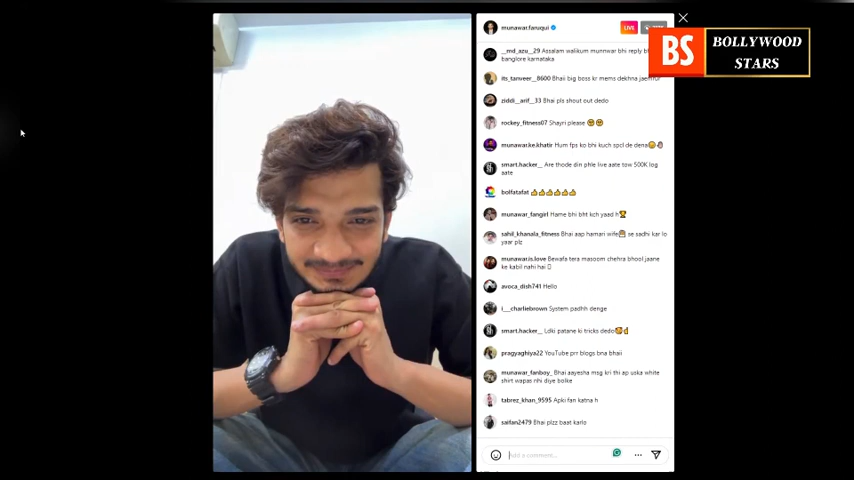 munawar.faruqui
LIVE
BS
BOLLYWOOD
STARS
__md_azu__29 Assalam walikum munnwar bhi reply
banglore karnataka
its_tanveer__8600 Bhaii big boss kr mems dekhna
ziddi__arif__33 Bhai pls shout out dedo
rockey_fitness07 Shayri please 😍😍
munawar.ke.khatir Hum fps ko bhi kuch spcl de dena
smart.hacker__ Are thode din phle live aate tow 500K log
aate
bolfatafat 👍👍👍👍👍👍
munawar_fangirl Hame bhi bht kch yaad h🏆
sahil_khanala_fitness Bhai aap hamari wife se sadhi kar lo
yaar plz
munawar.is.love Bewafa tera masoom chehra bhool jaane
ke kabil nahi hai
avoca_dish741 Hello
i___charliebrown System padhh denge
smart.hacker__ Ldki patane ki tricks dedo
pragyaghiya22 YouTube prr blogs bna bhaii
munawar_fanboy_ Bhai aayesha msg kri thi ap uska white
shirt wapas nhi diye bolke
tabrez_khan_9595 Apki fan katna h
saifan2479 Bhai plzz baat karlo
Add a comment...